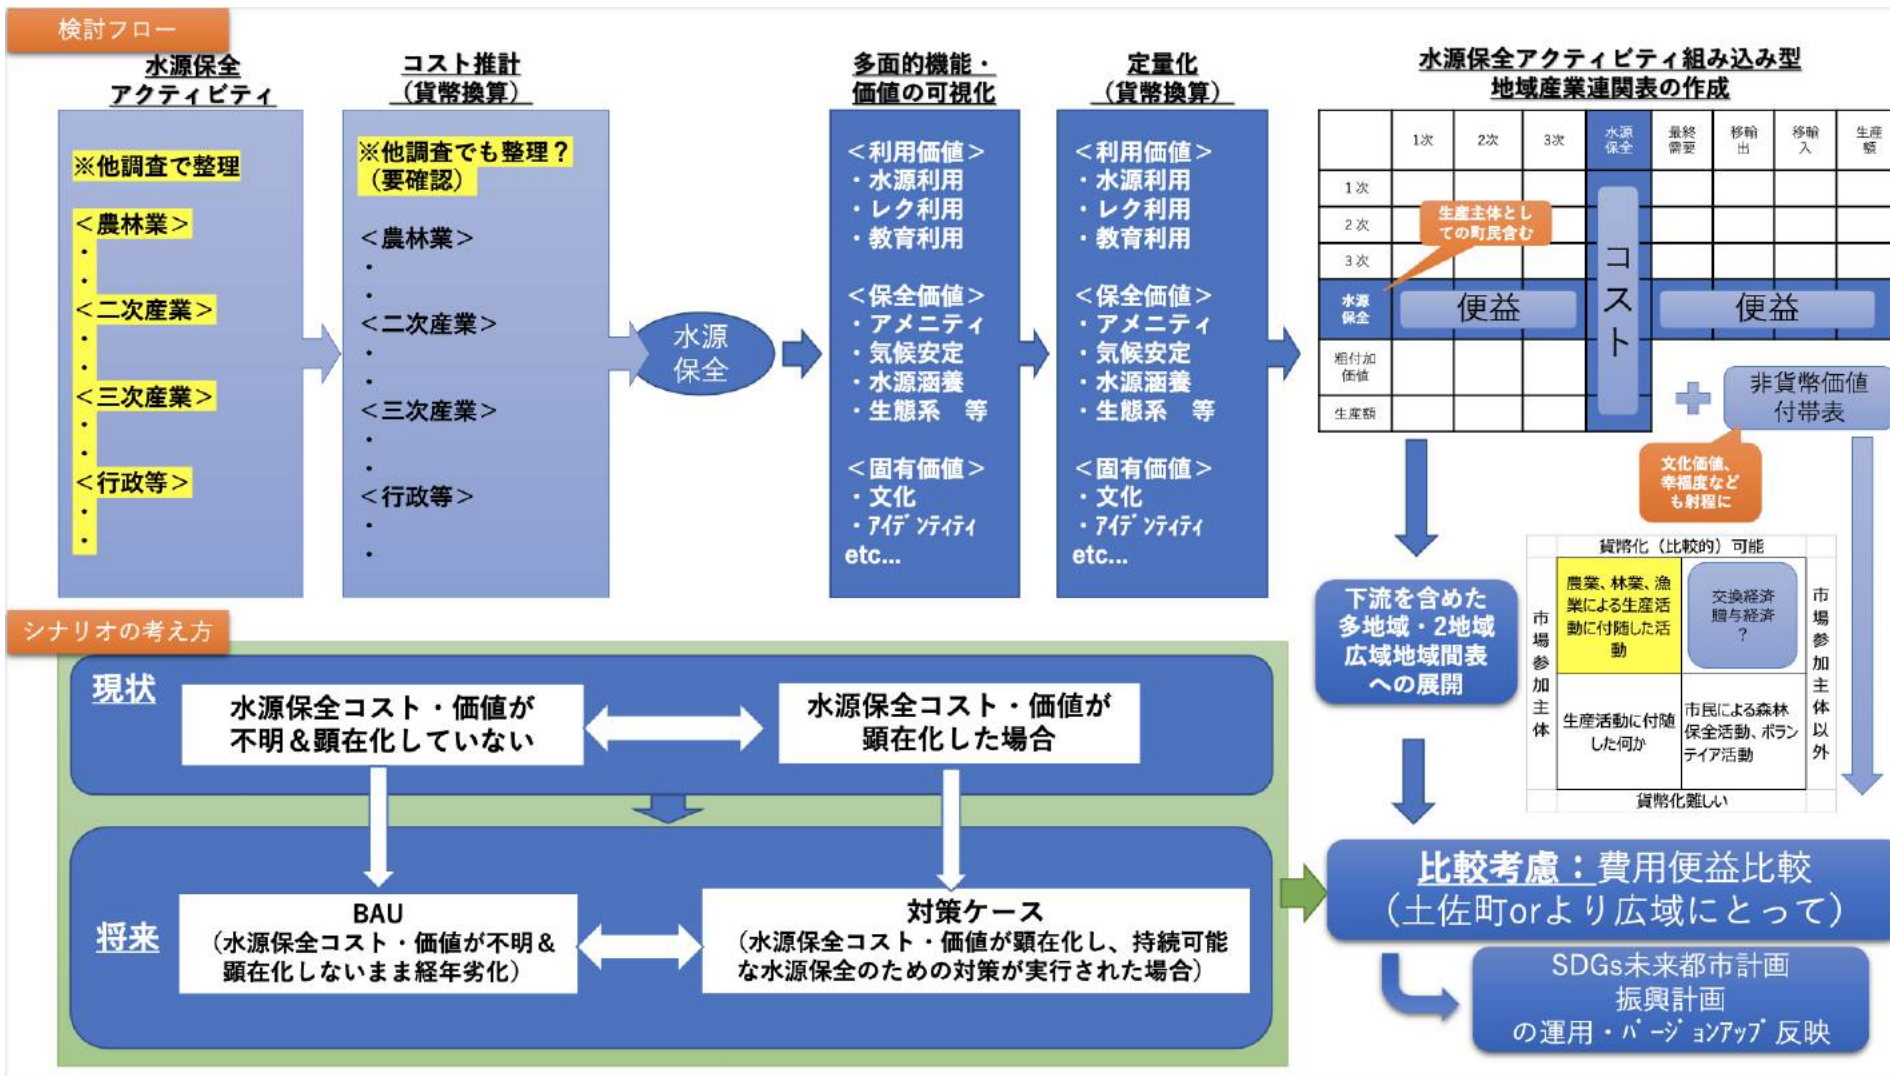 検討フロー
水源保全
アクティビティ
※他調査で整理
＜農林業＞
・
・
＜二次産業＞
・
・
＜三次産業＞
・
・
＜行政等＞
・
・
コスト推計
（貨幣換算）
※他調査でも整理？
（要確認）
＜農林業＞
・
・
＜二次産業＞
・
・
＜三次産業＞
・
・
＜行政等＞
・
・
水源
保全
多面的機能・
価値の可視化
＜利用価値＞
・水源利用
・レク利用
・教育利用
＜保全価値＞
・アメニティ
・気候安定
・水源涵養
・生態系　等
＜固有価値＞
・文化
・ｱｲﾃﾞﾝﾃｨﾃｨ
etc...
定量化
（貨幣換算）
＜利用価値＞
・水源利用
・レク利用
・教育利用
＜保全価値＞
・アメニティ
・気候安定
・水源涵養
・生態系　等
＜固有価値＞
・文化
・ｱｲﾃﾞﾝﾃｨﾃｨ
etc...
水源保全アクティビティ組み込み型
地域産業連関表の作成
1次 2次 3次 水源保全 最終需要 移輸出 移輸入 生産額
1次
2次
3次
水源
保全
粗付加
価値
生産額
生産主体とし
ての町民含む
コスト
便益
便益
非貨幣価値
付帯表
文化価値、
幸福度など
も射程に
下流を含めた
多地域・2地域
広域地域間表
への展開
貨幣化（比較的）可能
市場参加主体
農業、林業、漁
業による生産活
動に付随した活
動
交換経済
贈与経済
？
市場参加主体以外
生産活動に付随
した何か
市民による森林
保全活動、ボラン
テイア活動
貨幣化難しい
シナリオの考え方
現状
水源保全コスト・価値が
不明＆顕在化していない
水源保全コスト・価値が
顕在化した場合
将来
BAU
（水源保全コスト・価値が不明＆
顕在化しないまま経年劣化）
対策ケース
（水源保全コスト・価値が顕在化し、持続可能
な水源保全のための対策が実行された場合）
比較考慮：費用便益比較
（土佐町orより広域にとって）
SDGs未来都市計画
振興計画
の運用・ﾊﾞｰｼﾞｮﾝｱｯﾌﾟ反映